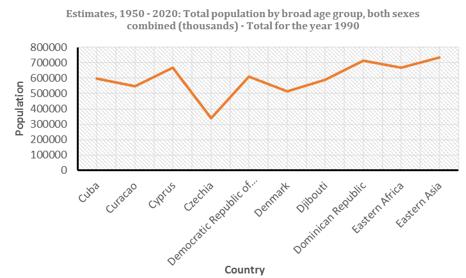 Estimates, 1950 - 2020: Total population by broad age group, both sexes
combined (thousands) - Total for the year 1990
800000
700000
600000
500000
400000
300000
200000
100000
0
Population
Cuba
Curacao
Cyprus
Czechia
Democratic Republic of...
Denmark
Djibouti
Dominican Republic
Eastern Africa
Eastern Asia
Country